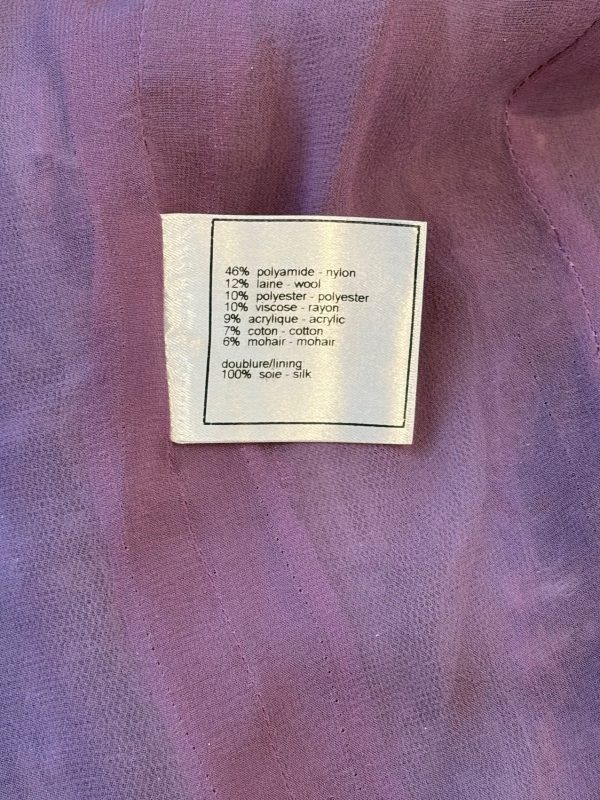 46% polyamide - nylon
12% laine - wool
10% polyester - polyester
10% viscose - rayon
9% acrylique - acrylic
7% coton - cotton
6% mohair - mohair
doublure/lining
100% soie - silk